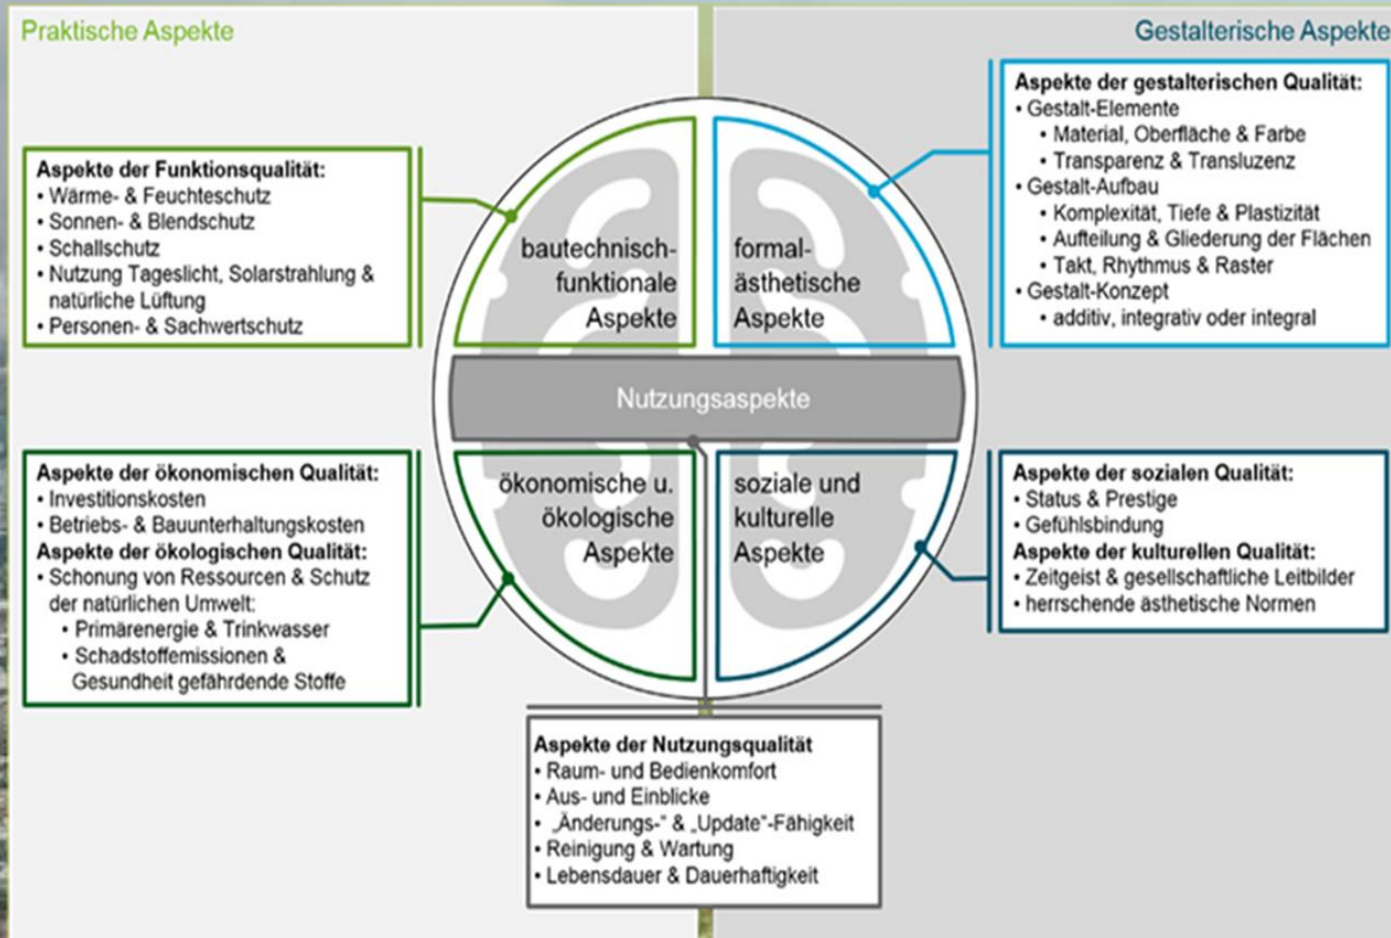 Praktische Aspekte
Gestalterische Aspekte
Aspekte der Funktionsqualität:
• Wärme- & Feuchteschutz
• Sonnen- & Blendschutz
• Schallschutz
• Nutzung Tageslicht, Solarstrahlung &
natürliche Lüftung
• Personen- & Sachwertschutz
Aspekte der gestalterischen Qualität:
• Gestalt-Elemente
• Material, Oberfläche & Farbe
• Transparenz & Transluzenz
• Gestalt-Aufbau
• Komplexität, Tiefe & Plastizität
• Aufteilung & Gliederung der Flächen
• Takt, Rhythmus & Raster
• Gestalt-Konzept
• additiv, integrativ oder integral
bautechnisch-
funktionale
Aspekte
formal-
ästhetische
Aspekte
Nutzungsaspekte
ökonomische u.
ökologische
Aspekte
soziale und
kulturelle
Aspekte
Aspekte der ökonomischen Qualität:
• Investitionskosten
• Betriebs- & Bauunterhaltungskosten
Aspekte der ökologischen Qualität:
• Schonung von Ressourcen & Schutz
der natürlichen Umwelt:
• Primärenergie & Trinkwasser
• Schadstoffemissionen &
Gesundheit gefährdende Stoffe
Aspekte der sozialen Qualität:
• Status & Prestige
• Gefühlsbindung
Aspekte der kulturellen Qualität:
• Zeitgeist & gesellschaftliche Leitbilder
• herrschende ästhetische Normen
Aspekte der Nutzungsqualität
• Raum- und Bedienkomfort
• Aus- und Einblicke
• „Änderungs-" & „Update"-Fähigkeit
• Reinigung & Wartung
• Lebensdauer & Dauerhaftigkeit